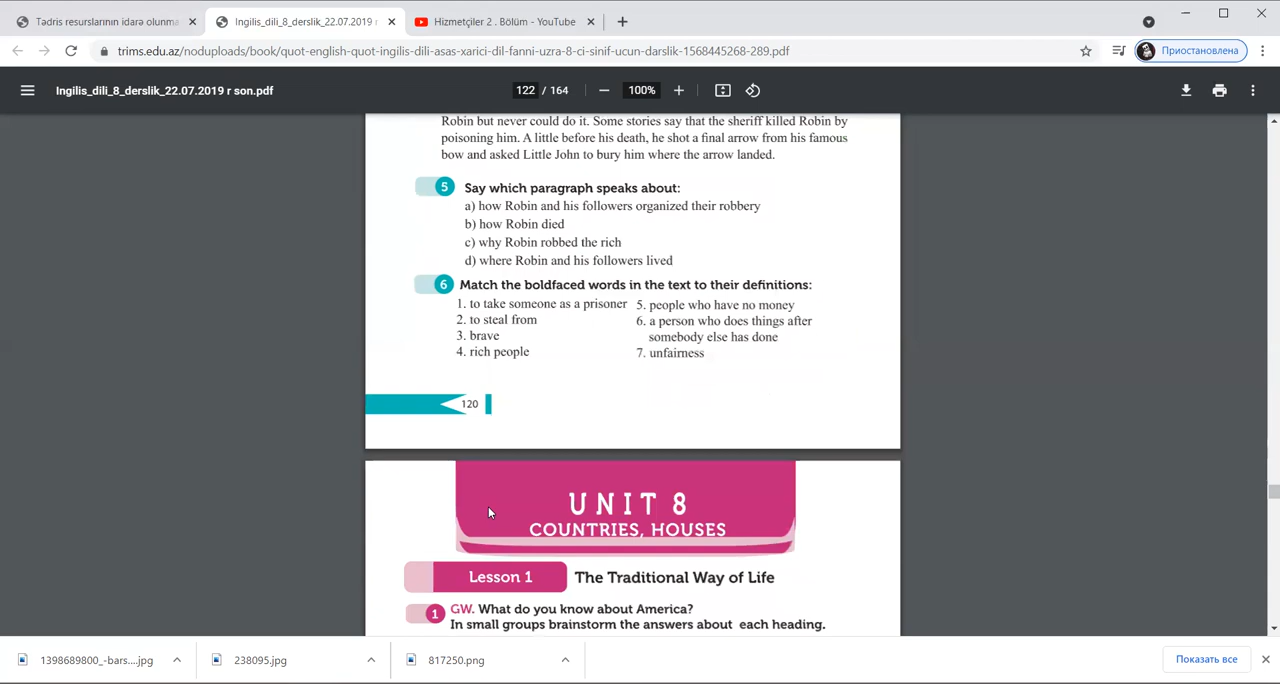 Tədris resurslarının idarə olunma
Ingilis_dili_8_derslik_22.07.2019 r
Hizmetçiler 2 . Bölüm - YouTube
trims.edu.az/noduploads/book/quot-english-quot-ingilis-dili-asas-xarici-dil-fanni-uzra-8-ci-sinif-ucun-darslik-1568445268-289.pdf
Приостановлена
Ingilis_dili_8_derslik_22.07.2019 r son.pdf
122 / 164
100%
Robin but never could do it. Some stories say that the sheriff killed Robin by
poisoning him. A little before his death, he shot a final arrow from his famous
bow and asked Little John to bury him where the arrow landed.
5 Say which paragraph speaks about:
a) how Robin and his followers organized their robbery
b) how Robin died
c) why Robin robbed the rich
d) where Robin and his followers lived
6 Match the boldfaced words in the text to their definitions:
1. to take someone as a prisoner
2. to steal from
3. brave
4. rich people
5. people who have no money
6. a person who does things after
somebody else has done
7. unfairness
120
UNIT 8
COUNTRIES, HOUSES
Lesson 1 The Traditional Way of Life
1 GW. What do you know about America?
In small groups brainstorm the answers about each heading.
1398689800_-bars....jpg
238095.jpg
817250.png
Показать все